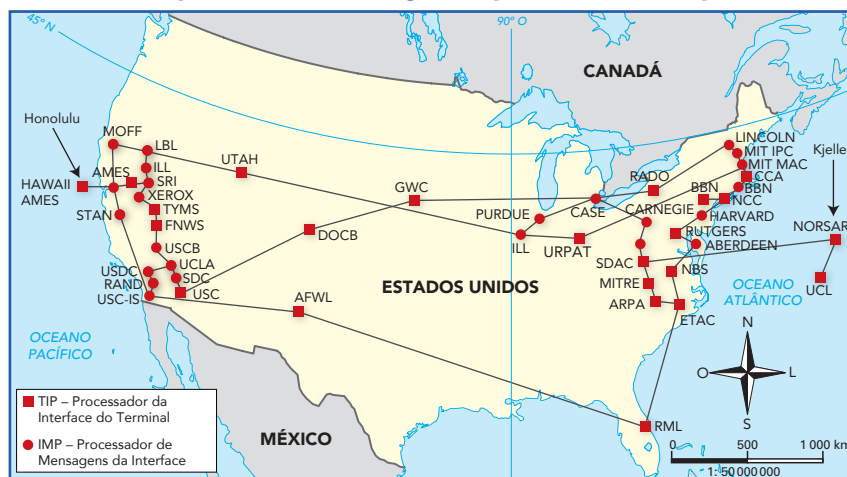 45° N
90° O
CANADÁ
Honolulu
MOFF
LBL
LINCOLN
MIT IPC
Kjeller
MIT MAC
ILL
UTAH
AMES
SRI
RADO
CCA
HAWAII
AMES
XEROX
GWC
BBN
BBN
NCC
STAN
TYMS
PURDUE
CASE
CARNEGIE
HARVARD
FNWS
DOCB
RUTGERS
NORSAR
ILL
URPAT
ABERDEEN
USCB
UCLA
SDAC
NBS
USDC
RAND
SDC
USC
ESTADOS UNIDOS
MITRE
OCEANO
ATLÂNTICO
UCL
USC-IS
AFWL
ARPA
ETAC
OCEANO
PACÍFICO
N
O
L
S
TIP – Processador da
Interface do Terminal
IMP – Processador de
Mensagens da Interface
MÉXICO
RML
0 500 1 000 km
1: 50 000 000